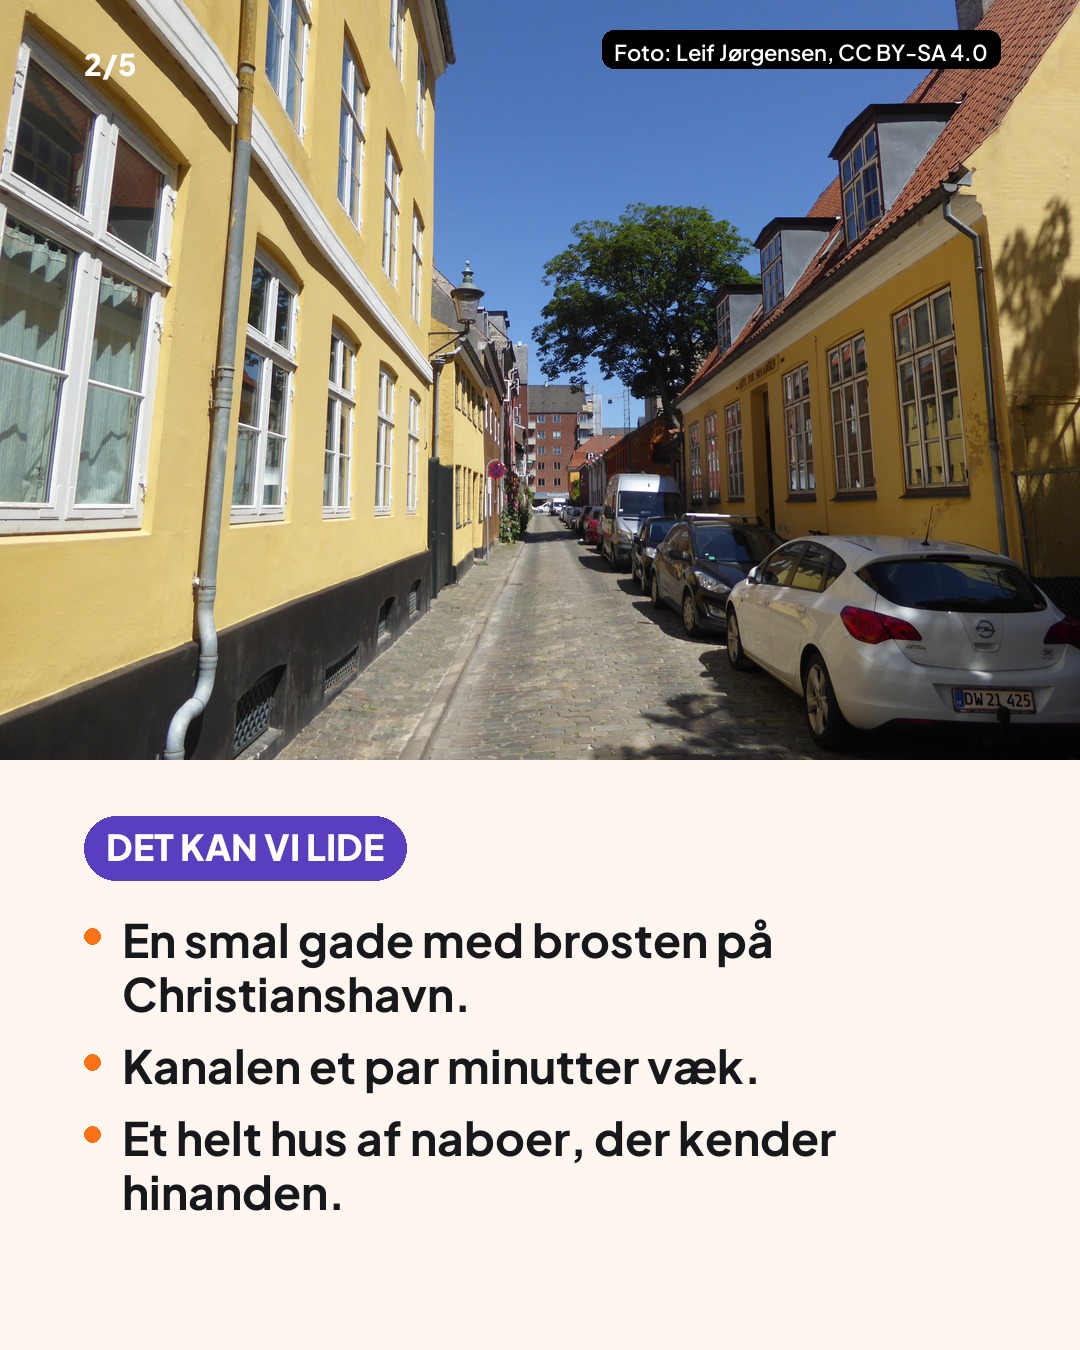 2/5
Foto: Leif Jørgensen, CC BY-SA 4.0
DW 21 425
DET KAN VI LIDE
En smal gade med brosten på
Christianshavn.
Kanalen et par minutter væk.
Et helt hus af naboer, der kender
hinanden.